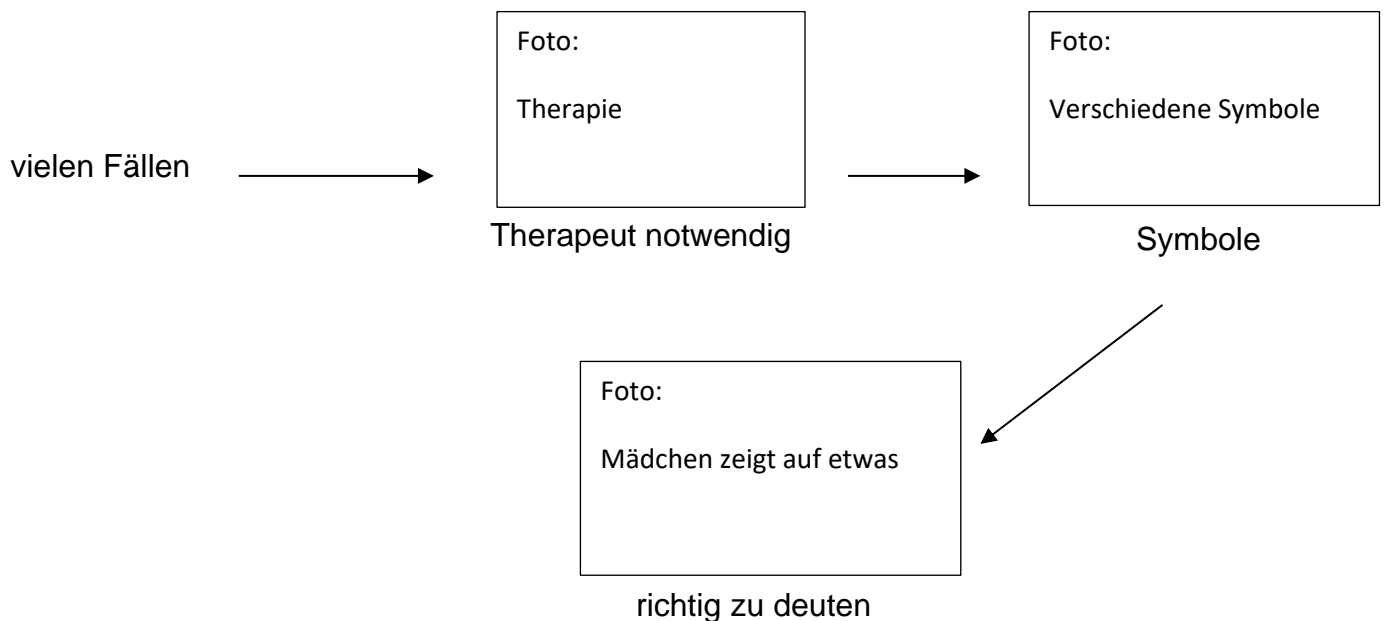 vielen Fällen
Foto:
Therapie
Therapeut notwendig
Foto:
Verschiedene Symbole
Symbole
Foto:
Mädchen zeigt auf etwas
richtig zu deuten